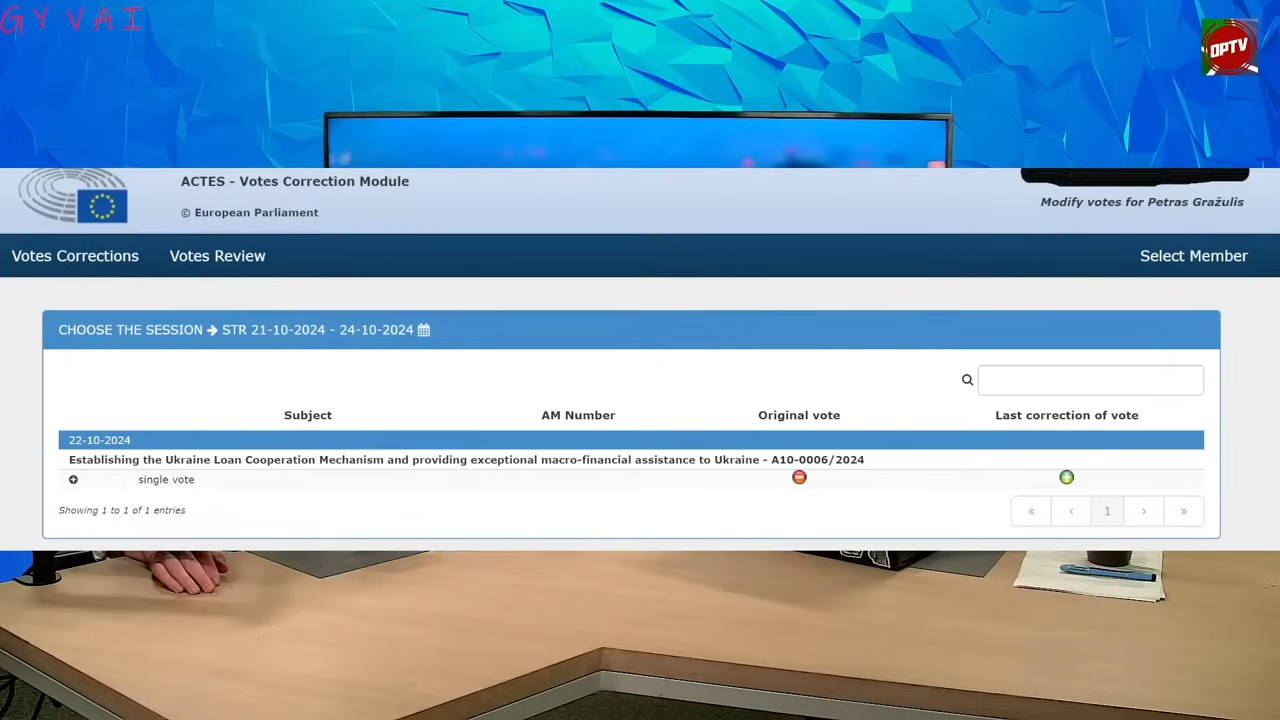 GYVAI
OPTV
ACTES - Votes Correction Module
© European Parliament
Modify votes for Petras Gražulis
Votes Corrections Votes Review Select Member
CHOOSE THE SESSION → STR 21-10-2024 - 24-10-2024
Subject AM Number Original vote Last correction of vote
22-10-2024
Establishing the Ukraine Loan Cooperation Mechanism and providing exceptional macro-financial assistance to Ukraine - A10-0006/2024
single vote
Showing 1 to 1 of 1 entries
« ‹ 1 › »